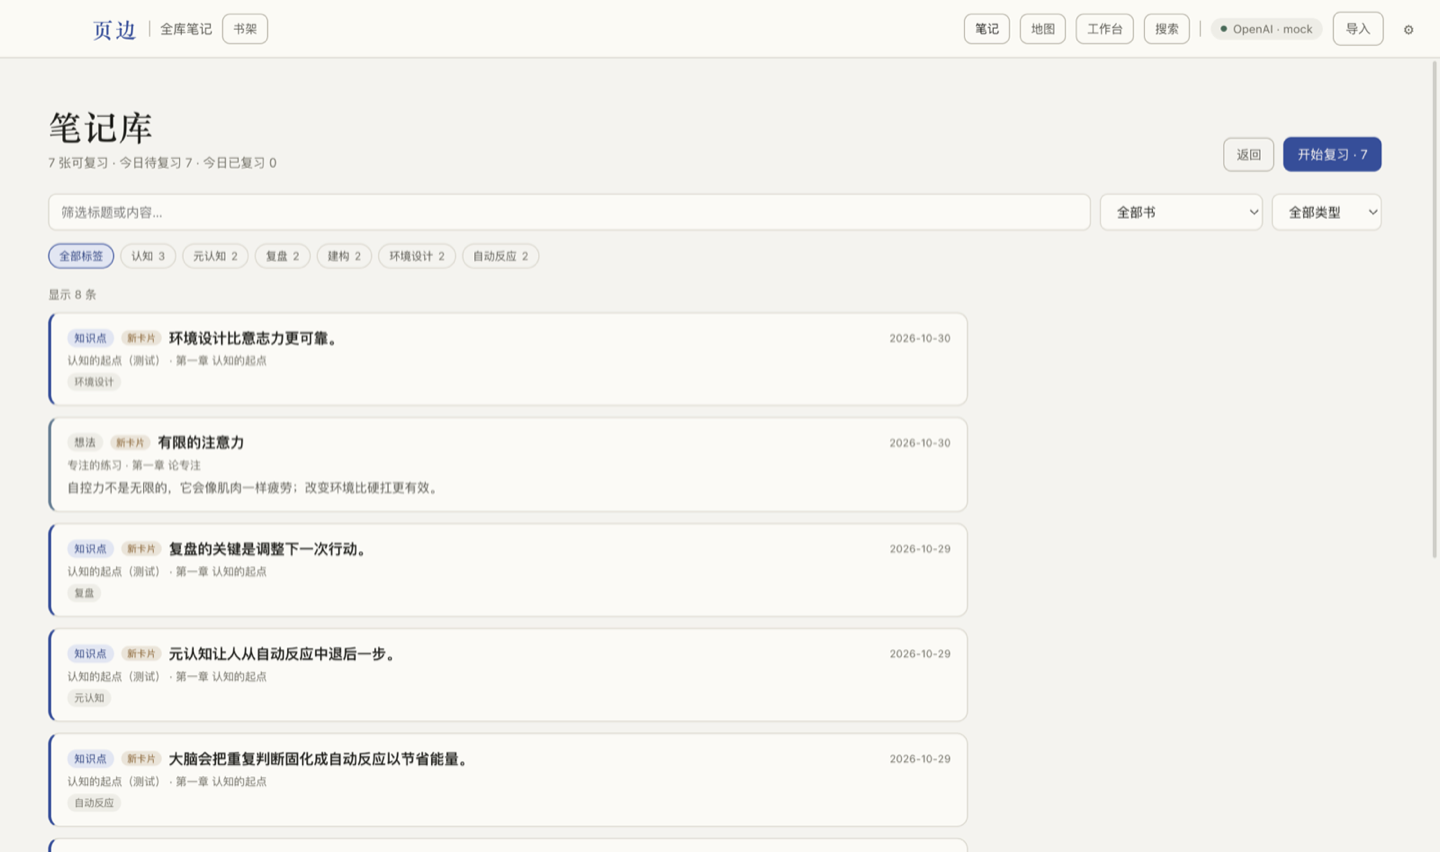 页边 全库笔记 书架 笔记 地图 工作台 搜索 OpenAI · mock 导入
笔记库
7 张可复习 · 今日待复习 7 · 今日已复习 0
返回 开始复习 · 7
筛选标题或内容... 全部书 全部类型
全部标签 认知 3 元认知 2 复盘 2 建构 2 环境设计 2 自动反应 2
显示 8 条
知识点 新卡片 环境设计比意志力更可靠。 2026-10-30
认知的起点（测试） · 第一章 认知的起点
环境设计
想法 新卡片 有限的注意力 2026-10-30
专注的练习 · 第一章 论专注
自控力不是无限的，它会像肌肉一样疲劳；改变环境比硬扛更有效。
知识点 新卡片 复盘的关键是调整下一次行动。 2026-10-29
认知的起点（测试） · 第一章 认知的起点
复盘
知识点 新卡片 元认知让人从自动反应中退后一步。 2026-10-29
认知的起点（测试） · 第一章 认知的起点
元认知
知识点 新卡片 大脑会把重复判断固化成自动反应以节省能量。 2026-10-29
认知的起点（测试） · 第一章 认知的起点
自动反应